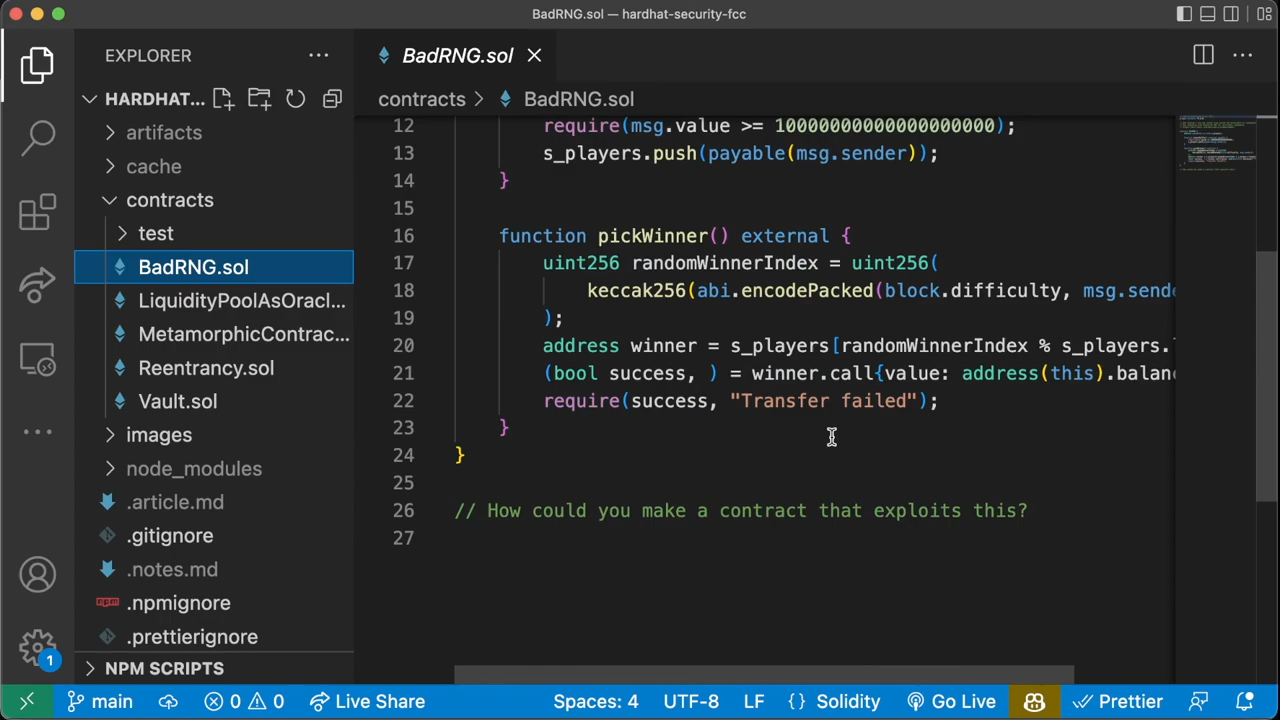 BadRNG.sol — hardhat-security-fcc
EXPLORER
HARDHAT...
artifacts
cache
contracts
test
BadRNG.sol
LiquidityPoolAsOracl...
MetamorphicContrac...
Reentrancy.sol
Vault.sol
images
node_modules
.article.md
.gitignore
.notes.md
.npmignore
.prettierignore
NPM SCRIPTS
BadRNG.sol
contracts > BadRNG.sol
12 require(msg.value >= 10000000000000000000);
13 s_players.push(payable(msg.sender));
14 }
15
16 function pickWinner() external {
17 uint256 randomWinnerIndex = uint256(
18 keccak256(abi.encodePacked(block.difficulty, msg.sende
19 );
20 address winner = s_players[randomWinnerIndex % s_players.
21 (bool success, ) = winner.call{value: address(this).balan
22 require(success, "Transfer failed");
23 }
24 }
25
26 // How could you make a contract that exploits this?
27
1
main 0 0 Live Share Spaces: 4 UTF-8 LF {} Solidity Go Live Prettier